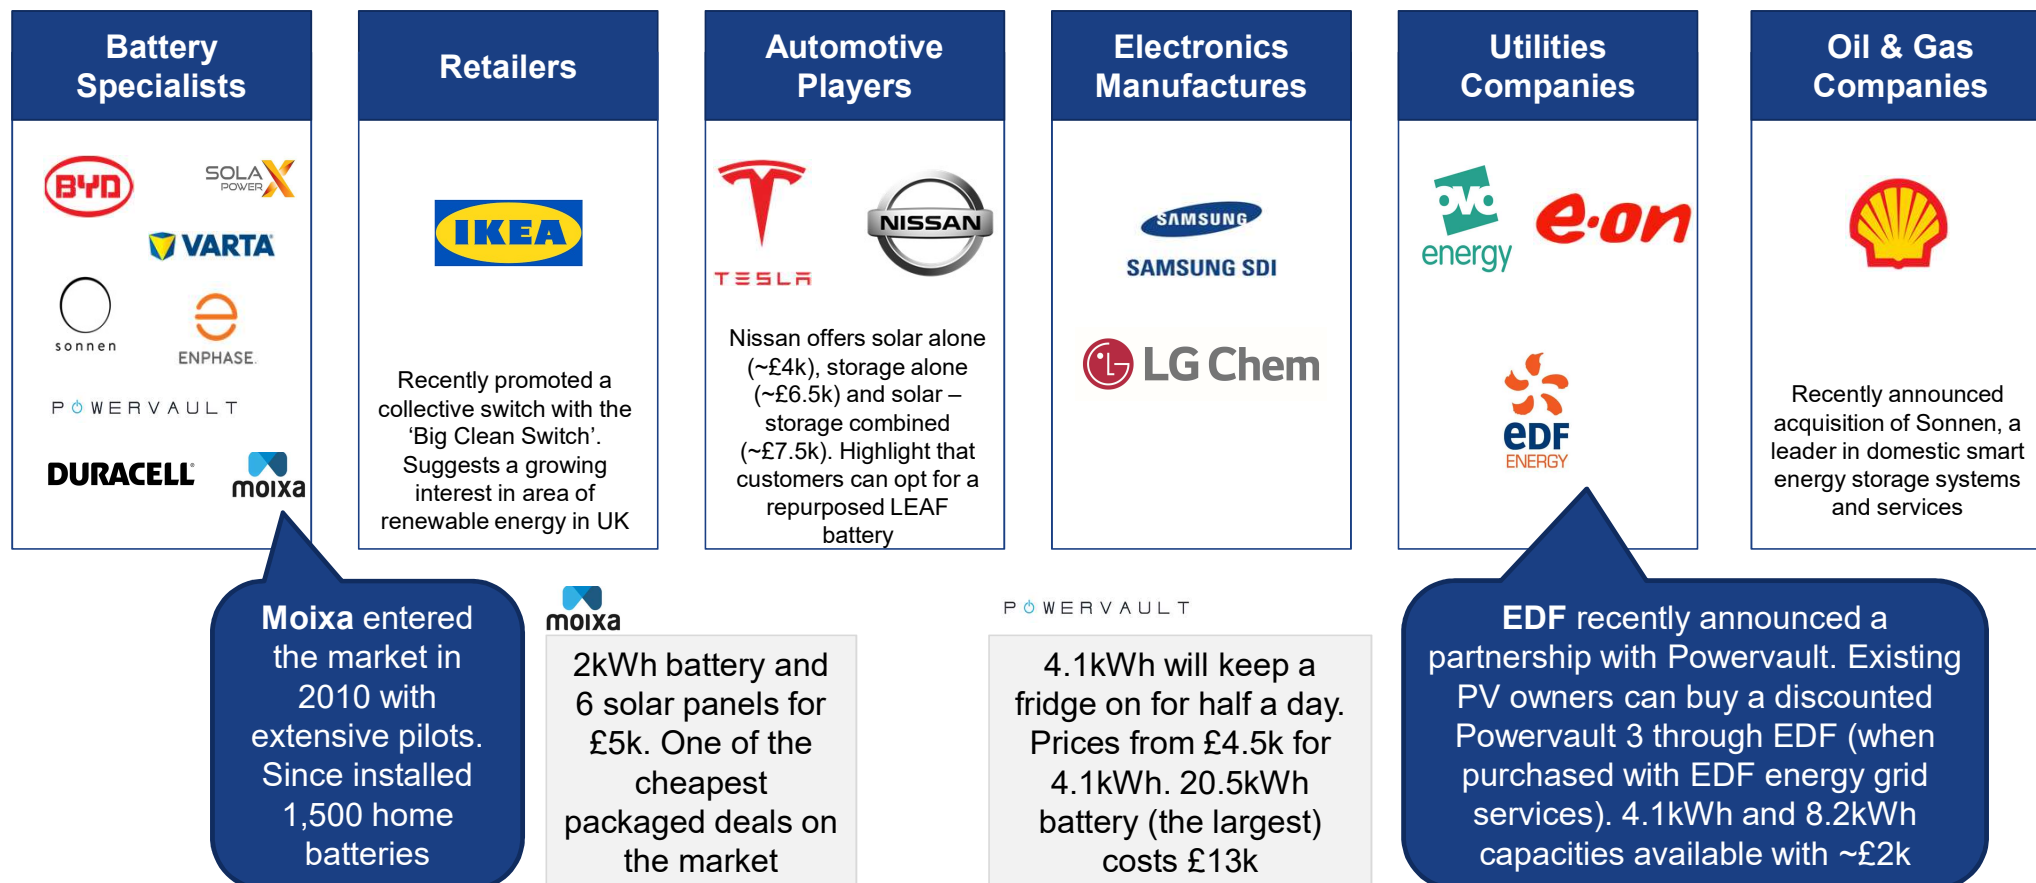 Battery
Specialists
BYD
SOLAX
POWER
VARTA
sonnen
ENPHASE.
POWERVAULT
DURACELL
moixa
Retailers
IKEA
Recently promoted a
collective switch with the
‘Big Clean Switch’.
Suggests a growing
interest in area of
renewable energy in UK
Automotive
Players
TESLA
NISSAN
Nissan offers solar alone
(~£4k), storage alone
(~£6.5k) and solar –
storage combined
(~£7.5k). Highlight that
customers can opt for a
repurposed LEAF
battery
Electronics
Manufactures
SAMSUNG
SAMSUNG SDI
LG Chem
Utilities
Companies
ovo
energy
e·on
eDF
ENERGY
Oil & Gas
Companies
Recently announced
acquisition of Sonnen, a
leader in domestic smart
energy storage systems
and services
Moixa entered
the market in
2010 with
extensive pilots.
Since installed
1,500 home
batteries
moixa
2kWh battery and
6 solar panels for
£5k. One of the
cheapest
packaged deals on
the market
POWERVAULT
4.1kWh will keep a
fridge on for half a day.
Prices from £4.5k for
4.1kWh. 20.5kWh
battery (the largest)
costs £13k
EDF recently announced a
partnership with Powervault. Existing
PV owners can buy a discounted
Powervault 3 through EDF (when
purchased with EDF energy grid
services). 4.1kWh and 8.2kWh
capacities available with ~£2k